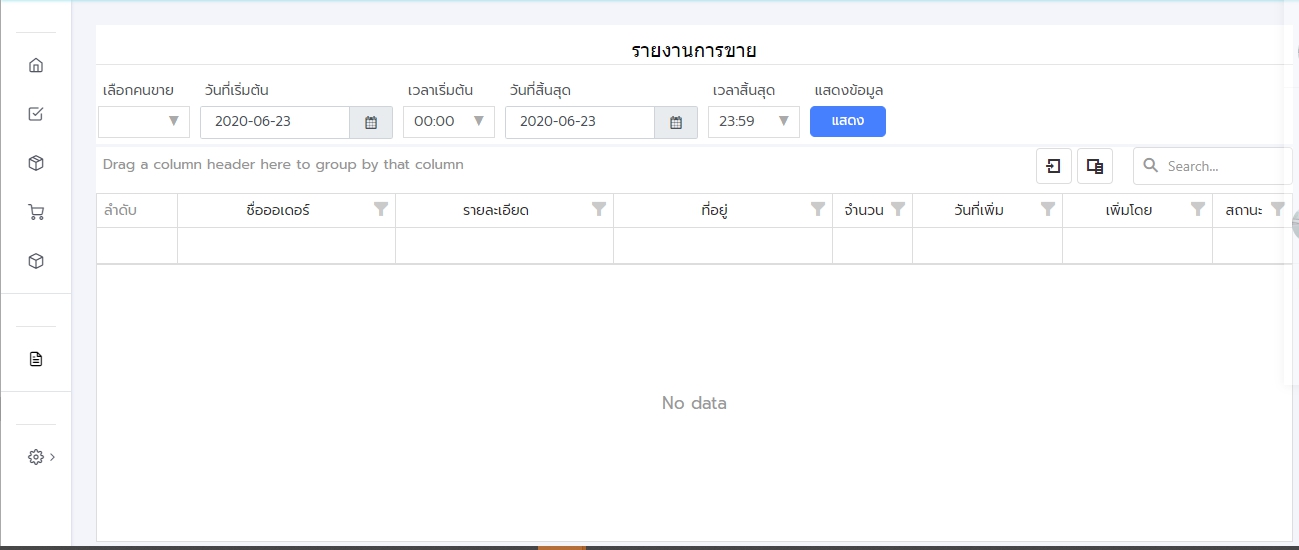 รายงานการขาย
เลือกคนขาย วันที่เริ่มต้น เวลาเริ่มต้น วันที่สิ้นสุด เวลาสิ้นสุด แสดงข้อมูล
2020-06-23 00:00 2020-06-23 23:59 แสดง
Drag a column header here to group by that column Search...
ลำดับ ชื่อออเดอร์ รายละเอียด ที่อยู่ จำนวน วันที่เพิ่ม เพิ่มโดย สถานะ
No data